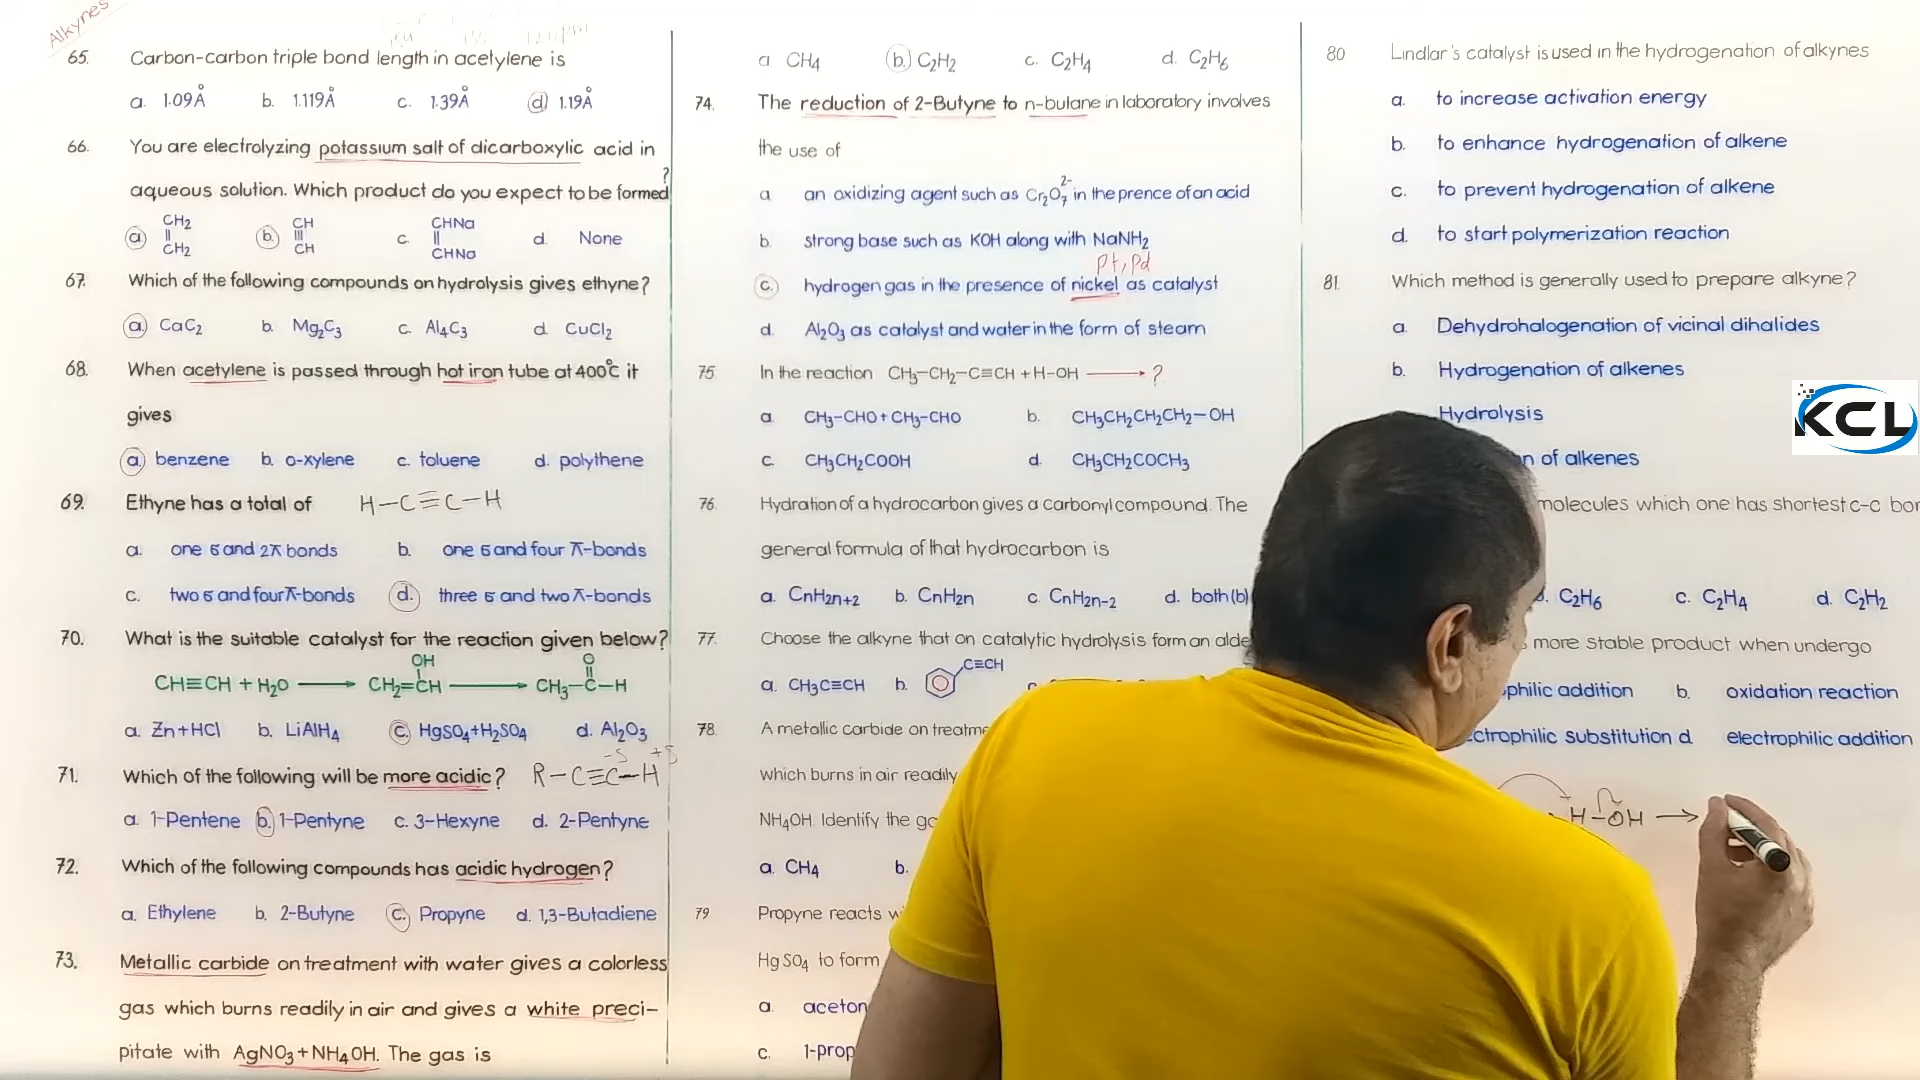 Alkynes
65. Carbon-carbon triple bond length in acetylene is
a. 1.09Å b. 1.119Å c. 1.39Å d. 1.19Å
66. You are electrolyzing potassium salt of dicarboxylic acid in
aqueous solution. Which product do you expect to be formed?
a. CH2=CH2 b. CH≡CH c. CHNa=CHNa d. None
67. Which of the following compounds on hydrolysis gives ethyne?
a. CaC2 b. Mg2C3 c. Al4C3 d. CuCl2
68. When acetylene is passed through hot iron tube at 400°C it
gives
a. benzene b. o-xylene c. toluene d. polythene
69. Ethyne has a total of H-C≡C-H
a. one σ and 2π bonds b. one σ and four π-bonds
c. two σ and four π-bonds d. three σ and two π-bonds
70. What is the suitable catalyst for the reaction given below?
OH O
CH≡CH + H2O ⟶ CH2=CH ⟶ CH3-C-H
a. Zn+HCl b. LiAlH4 c. HgSO4+H2SO4 d. Al2O3
71. Which of the following will be more acidic? R-C≡C-H
-δ +δ
a. 1-Pentene b. 1-Pentyne c. 3-Hexyne d. 2-Pentyne
72. Which of the following compounds has acidic hydrogen?
a. Ethylene b. 2-Butyne c. Propyne d. 1,3-Butadiene
73. Metallic carbide on treatment with water gives a colorless
gas which burns readily in air and gives a white preci-
pitate with AgNO3+NH4OH. The gas is
a. CH4 b. C2H2 c. C2H4 d. C2H6
74. The reduction of 2-Butyne to n-butane in laboratory involves
the use of
a. an oxidizing agent such as Cr2O7²⁻ in the prence of an acid
b. strong base such as KOH along with NaNH2
Pt, Pd
c. hydrogen gas in the presence of nickel as catalyst
d. Al2O3 as catalyst and water in the form of steam
75. In the reaction CH3-CH2-C≡CH + H-OH ⟶ ?
a. CH3-CHO + CH3-CHO b. CH3CH2CH2CH2-OH
c. CH3CH2COOH d. CH3CH2COCH3
76. Hydration of a hydrocarbon gives a carbonyl compound. The
general formula of that hydrocarbon is
a. CnH2n+2 b. CnH2n c. CnH2n-2 d. both (b)
77. Choose the alkyne that on catalytic hydrolysis form an alde
a. CH3C≡CH b. C≡CH
78. A metallic carbide on treatme
which burns in air readily
NH4OH. Identify the
a. CH4 b.
79. Propyne reacts
HgSO4 to form
a. aceton
c. 1-prop
80 Lindlar's catalyst is used in the hydrogenation of alkynes
a. to increase activation energy
b. to enhance hydrogenation of alkene
c. to prevent hydrogenation of alkene
d. to start polymerization reaction
81. Which method is generally used to prepare alkyne?
a. Dehydrohalogenation of vicinal dihalides
b. Hydrogenation of alkenes
KCL
Hydrolysis
n of alkenes
molecules which one has shortest c-c bor
C2H6 c. C2H4 d. C2H2
more stable product when undergo
philic addition b. oxidation reaction
ctrophilic substitution d. electrophilic addition
H-OH ⟶